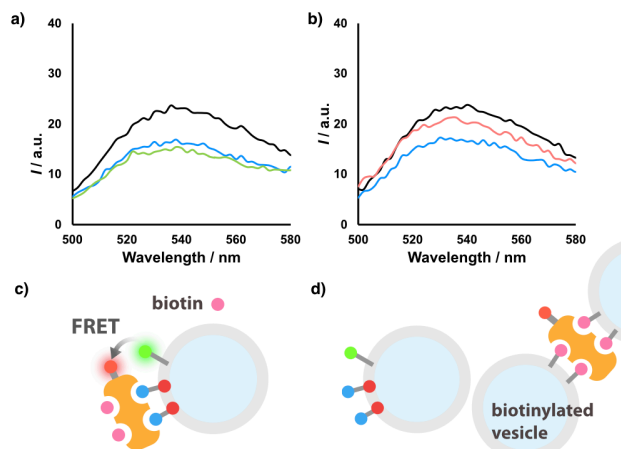 a)
b)
40
30
20
10
0
I / a.u.
500 520 540 560 580
Wavelength / nm
40
30
20
10
0
I / a.u.
500 520 540 560 580
Wavelength / nm
c)
biotin
FRET
d)
biotinylated
vesicle